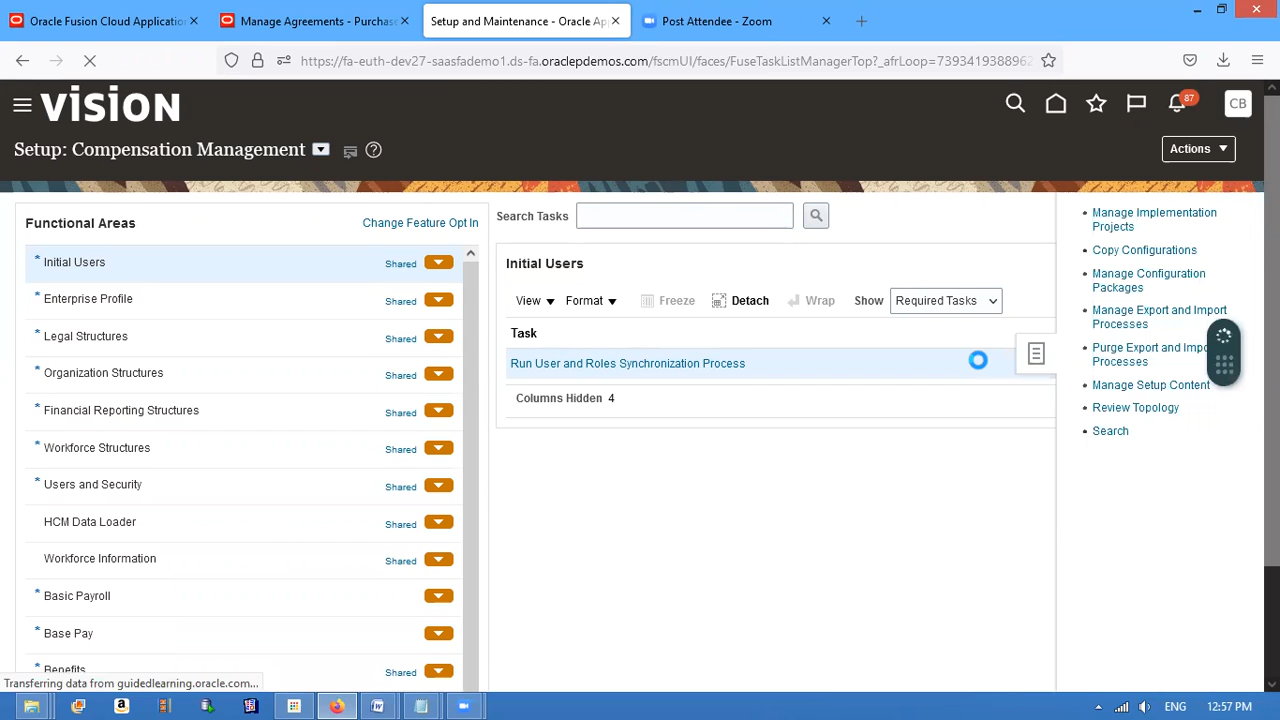 Oracle Fusion Cloud Applicatio
Manage Agreements - Purchas
Setup and Maintenance - Oracle Ap
Post Attendee - Zoom
https://fa-euth-dev27-saasfademo1.ds-fa.oraclepdemos.com/fscmUI/faces/FuseTaskListManagerTop?_afrLoop=7393419388962
VISION
87
CB
Setup: Compensation Management
Actions
Functional Areas
Change Feature Opt In
* Initial Users Shared
* Enterprise Profile Shared
* Legal Structures Shared
* Organization Structures Shared
* Financial Reporting Structures Shared
* Workforce Structures Shared
* Users and Security Shared
HCM Data Loader Shared
Workforce Information Shared
* Basic Payroll
* Base Pay
* Benefits Shared
Search Tasks
Initial Users
View Format Freeze Detach Wrap Show Required Tasks
Task
Run User and Roles Synchronization Process
Columns Hidden 4
• Manage Implementation
Projects
• Copy Configurations
• Manage Configuration
Packages
• Manage Export and Import
Processes
• Purge Export and Impo
Processes
• Manage Setup Content
• Review Topology
• Search
Transferring data from guidedlearning.oracle.com...
ENG
12:57 PM